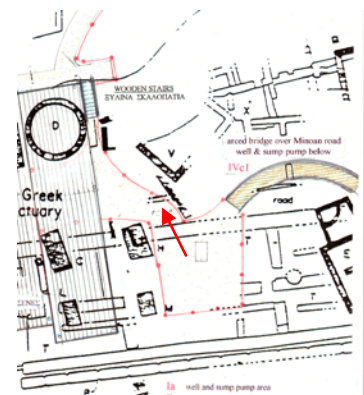 WOODEN STAIRS
ΞΥΛΙΝΑ ΣΚΑΛΟΠΑΤΙΑ
D
V
X'
arced bridge over Minoan road
well & sump pump below
IVc1
Greek
ctuary
road
H
T
E
C
L
M
T
T
Ia well and sump pump area